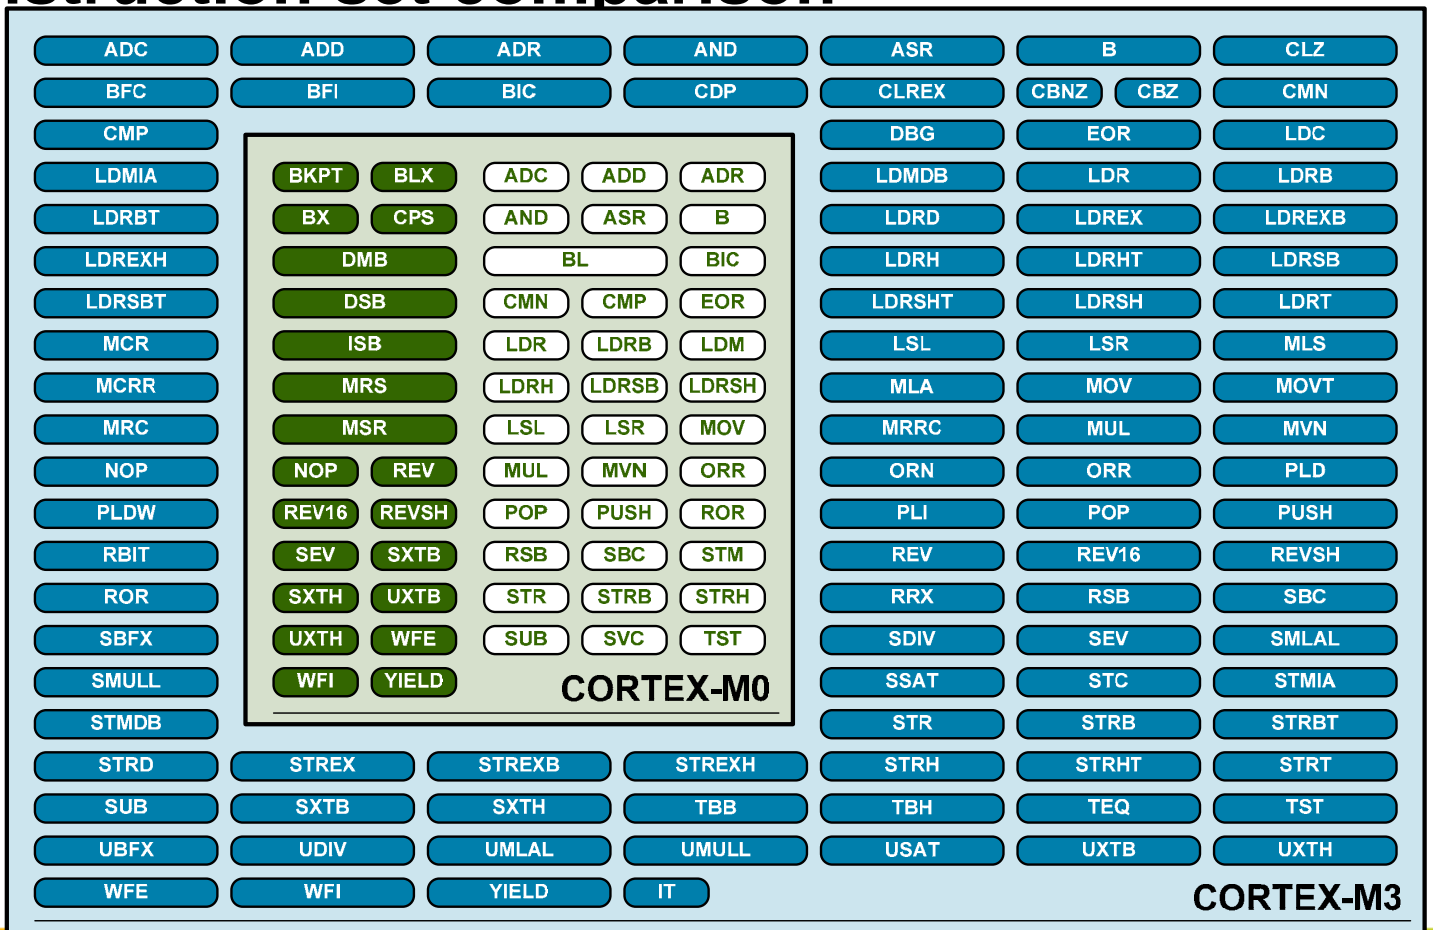 ADC ADD ADR AND ASR B CLZ
BFC BFI BIC CDP CLREX CBNZ CBZ CMN
CMP DBG EOR LDC
LDMIA BKPT BLX ADC ADD ADR LDMDB LDR LDRB
LDRBT BX CPS AND ASR B LDRD LDREX LDREXB
LDREXH DMB BL BIC LDRH LDRHT LDRSB
LDRSBT DSB CMN CMP EOR LDRSHT LDRSH LDRT
MCR ISB LDR LDRB LDM LSL LSR MLS
MCRR MRS LDRH LDRSB LDRSH MLA MOV MOVT
MRC MSR LSL LSR MOV MRRC MUL MVN
NOP NOP REV MUL MVN ORR ORN ORR PLD
PLDW REV16 REVSH POP PUSH ROR PLI POP PUSH
RBIT SEV SXTB RSB SBC STM REV REV16 REVSH
ROR SXTH UXTB STR STRB STRH RRX RSB SBC
SBFX UXTH WFE SUB SVC TST SDIV SEV SMLAL
SMULL WFI YIELD CORTEX-M0 SSAT STC STMIA
STMDB STR STRB STRBT
STRD STREX STREXB STREXH STRH STRHT STRT
SUB SXTB SXTH TBB TBH TEQ TST
UBFX UDIV UMLAL UMULL USAT UXTB UXTH
WFE WFI YIELD IT CORTEX-M3